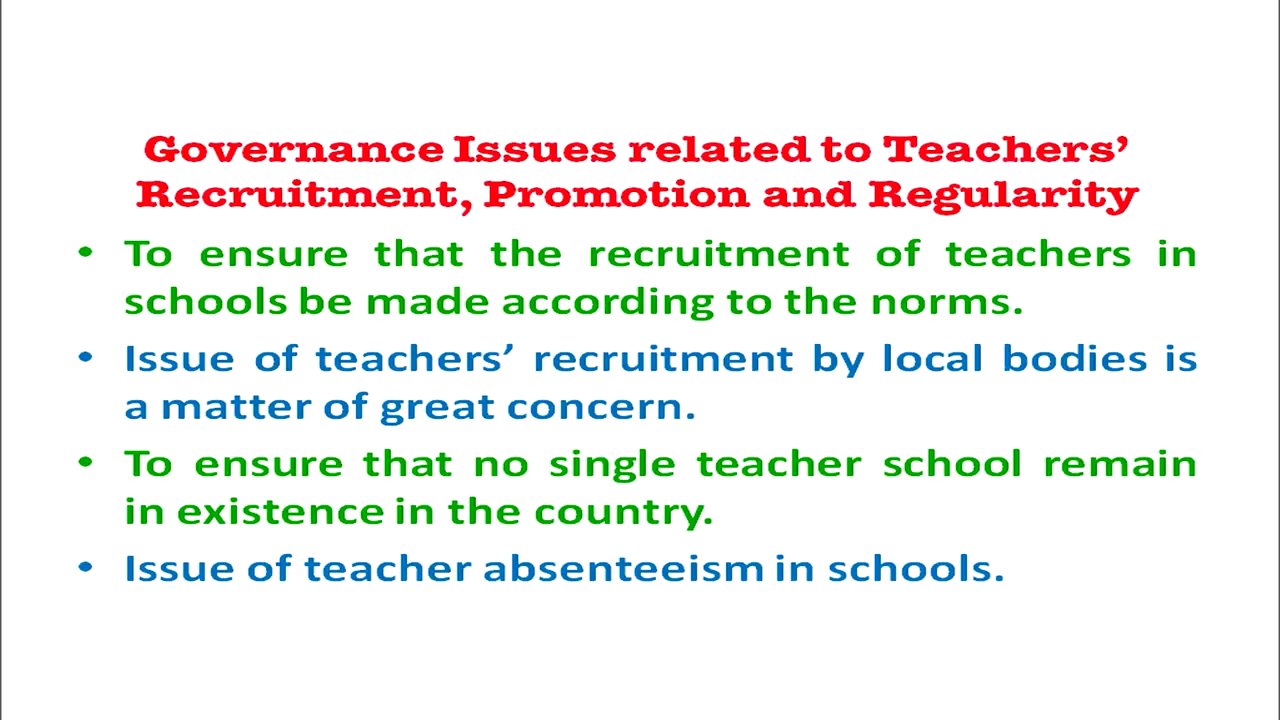 Governance Issues related to Teachers’
Recruitment, Promotion and Regularity
• To ensure that the recruitment of teachers in
schools be made according to the norms.
• Issue of teachers’ recruitment by local bodies is
a matter of great concern.
• To ensure that no single teacher school remain
in existence in the country.
• Issue of teacher absenteeism in schools.